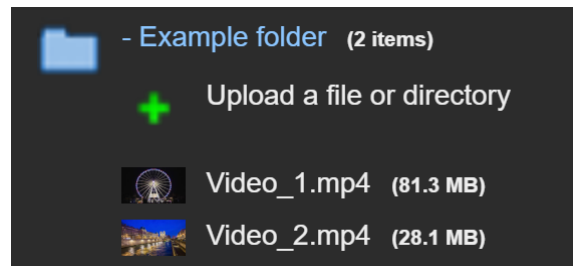 - Example folder (2 items)
Upload a file or directory
Video_1.mp4 (81.3 MB)
Video_2.mp4 (28.1 MB)